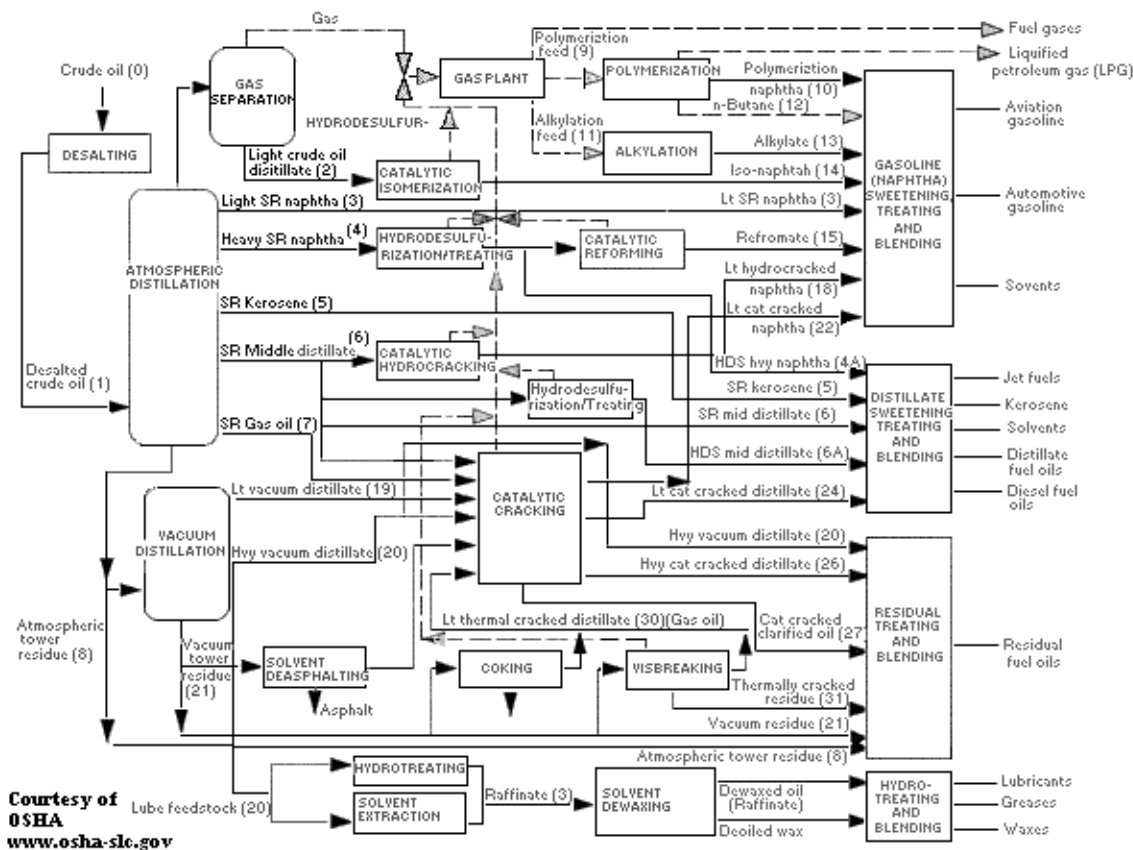 Gas
Fuel gases
Polymeriztion
feed (9)
Liquified
petroleum gas (LPG)
Crude oil (0)
GAS
SEPARATION
GAS PLANT
POLYMERIZATION
Polymeriztion
naphtha (10)
n-Butane (12)
Aviation
gasoline
HYDRODESULFUR-
Alkylation
feed (11)
DESALTING
Light crude oil
disitillate (2)
CATALYTIC
ISOMERIZATION
ALKYLATION
Alkylate (13)
Iso-naphtah (14)
GASOLINE
(NAPHTHA)
SWEETENING,
TREATING
AND
BLENDING
Light SR naphtha (3)
Lt SR naphtha (3)
Automotive
gasoline
Heavy SR naphtha (4)
HYDRODESULFU-
RIZATION/TREATING
CATALYTIC
REFORMING
Refromate (15)
ATMOSPHERIC
DISTILLATION
Lt hydrocracked
naphtha (18)
Sovents
SR Kerosene (5)
Lt cat cracked
naphtha (22)
SR Middle distillate (6)
CATALYTIC
HYDROCRACKING
HDS hvy naphtha (4A)
Desalted
crude oil (1)
Hydrodesulfu-
rization/Treating
SR kerosene (5)
DISTILLATE
SWEETENING
TREATING
AND
BLENDING
Jet fuels
Kerosene
SR Gas oil (7)
SR mid distillate (6)
Solvents
HDS mid distillate (6A)
Distillate
fuel oils
Lt vacuum distillate (19)
CATALYTIC
CRACKING
Lt cat cracked distillate (24)
Diesel fuel
oils
VACUUM
DISTILLATION
Hvy vacuum distillate (20)
Hvy vacuum distillate (20)
Hvy cat cracked distillate (26)
Atmospheric
tower
residue (8)
Lt thermal cracked distillate (30)(Gas oil)
Cat cracked
clarified oil (27
RESIDUAL
TREATING
AND
BLENDING
Residual
fuel oils
Vacuum
tower
residue
(21)
SOLVENT
DEASPHALTING
COKING
VISBREAKING
Asphalt
Thermally cracked
residue (31)
Vacuum residue (21)
Atmospheric tower residue (8)
HYDROTREATING
Lube feedstock (20)
SOLVENT
EXTRACTION
Raffinate (3)
SOLVENT
DEWAXING
Dewaxed oil
(Raffinate)
Deoiled wax
HYDRO-
TREATING
AND
BLENDING
Lubricants
Greases
Waxes
Courtesy of
OSHA
www.osha-slc.gov